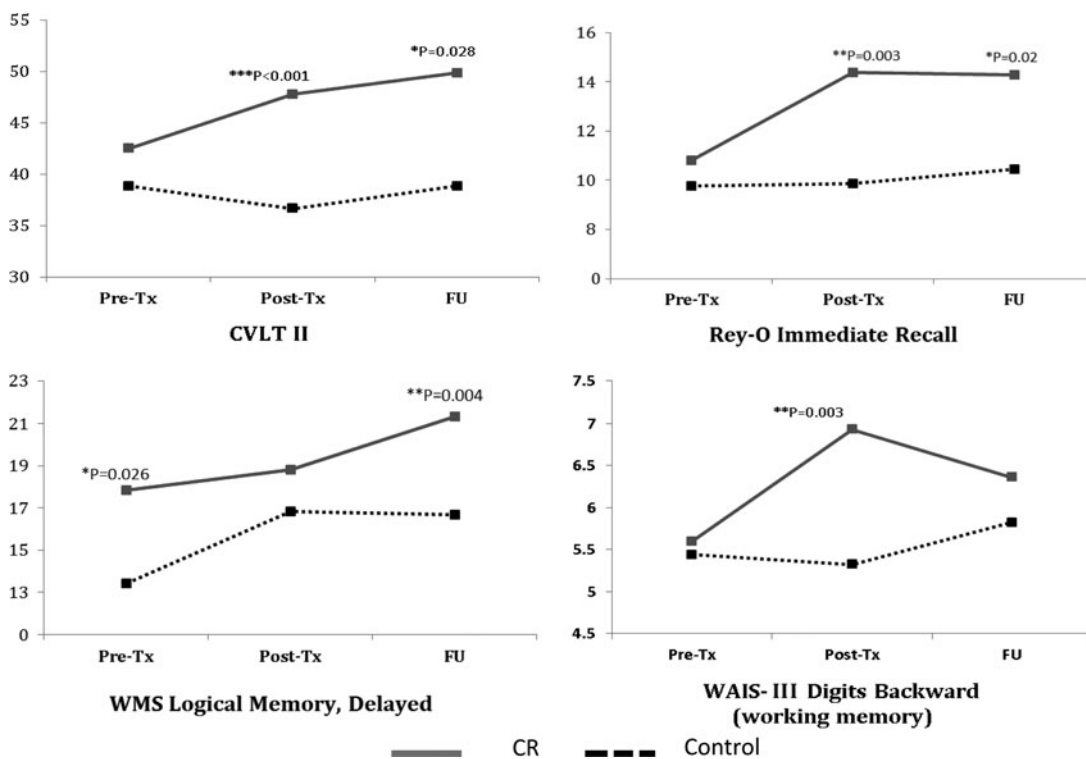 55
50
45
40
35
30
***P<0.001
*P=0.028
Pre-Tx Post-Tx FU
CVLT II
16
14
12
10
8
0
**P=0.003
*P=0.02
Pre-Tx Post-Tx FU
Rey-O Immediate Recall
23
21
19
17
15
13
0
*P=0.026
**P=0.004
Pre-Tx Post-Tx FU
WMS Logical Memory, Delayed
7.5
7
6.5
6
5.5
5
4.5
**P=0.003
Pre-Tx Post-Tx FU
WAIS-III Digits Backward
(working memory)
CR Control